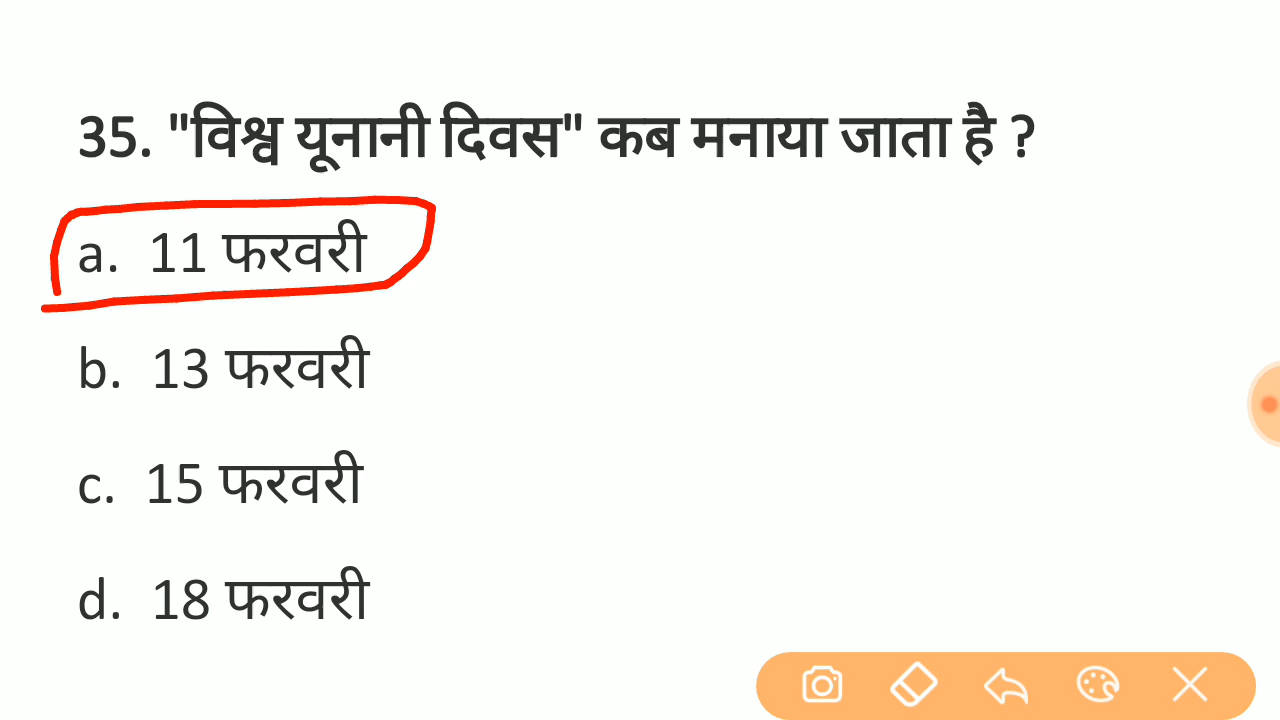 35. "विश्व यूनानी दिवस" कब मनाया जाता है ?
a. 11 फरवरी
b. 13 फरवरी
c. 15 फरवरी
d. 18 फरवरी